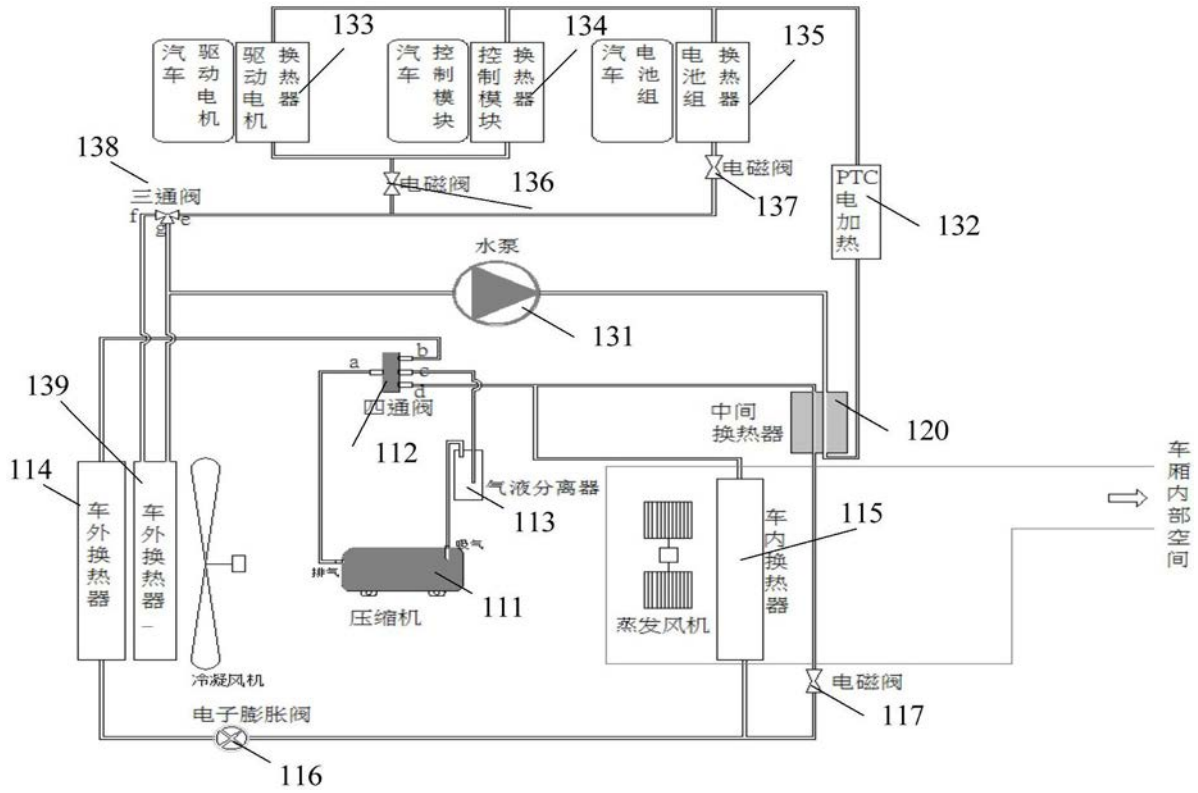 133
134
135
汽车
驱动电机
驱动电机
换热器
汽车
控制模块
控制模块
换热器
汽车
电池组
电池组
换热器
138
三通阀
f
e
g
电磁阀
136
电磁阀
137
PTC
电加热
132
水泵
131
a
b
c
d
四通阀
112
139
114
车外换热器
车外换热器一
气液分离器
113
吸气
排气
111
压缩机
中间
换热器
120
车厢内部空间
115
车内换热器
蒸发风机
冷凝风机
电子膨胀阀
116
电磁阀
117